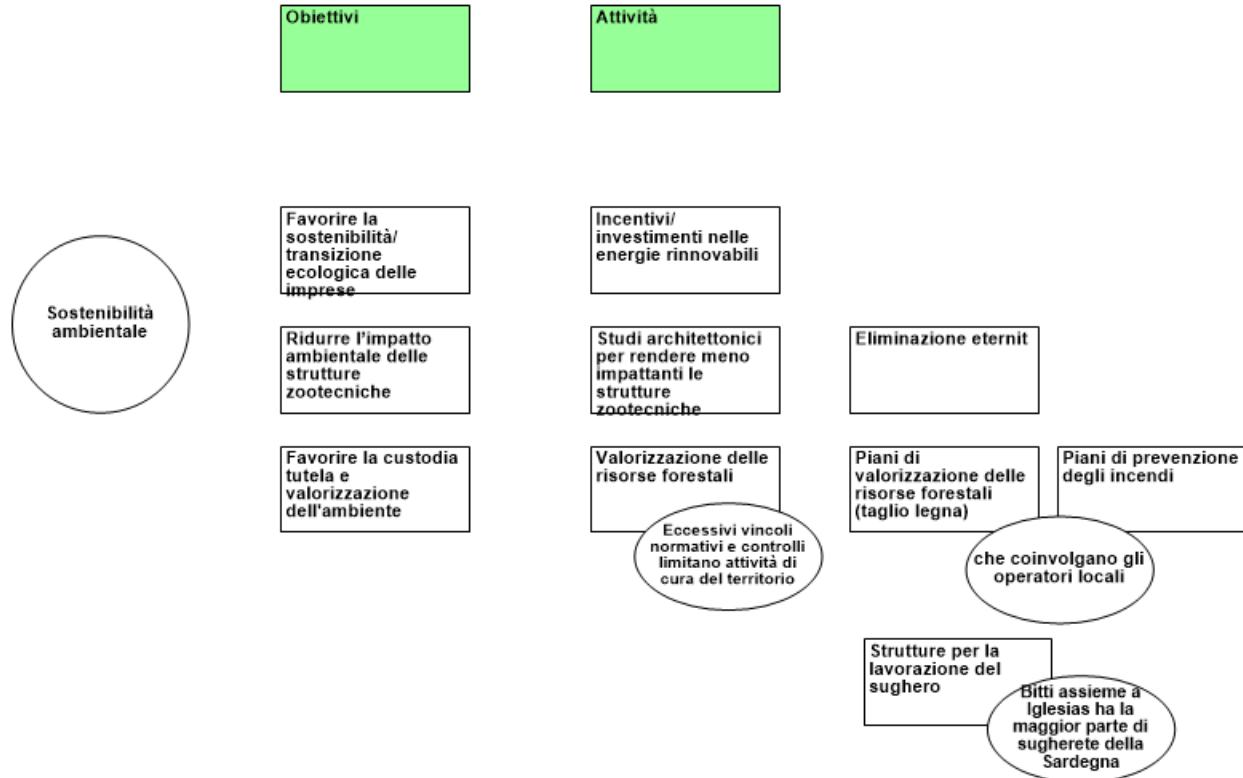 Obiettivi
Attività
Sostenibilità
ambientale
Favorire la
sostenibilità/
transizione
ecologica delle
imprese
Incentivi/
investimenti nelle
energie rinnovabili
Ridurre l'impatto
ambientale delle
strutture
zootecniche
Studi architettonici
per rendere meno
impattanti le
strutture
zootecniche
Eliminazione eternit
Favorire la custodia
tutela e
valorizzazione
dell'ambiente
Valorizzazione delle
risorse forestali
Eccessivi vincoli
normativi e controlli
limitano attività di
cura del territorio
Piani di
valorizzazione delle
risorse forestali
(taglio legna)
Piani di prevenzione
degli incendi
che coinvolgano gli
operatori locali
Strutture per la
lavorazione del
sughero
Bitti assieme a
Iglesias ha la
maggior parte di
sugherete della
Sardegna